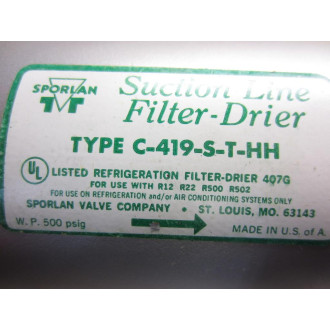 SPORLAN
Suction Line
Filter-Drier
TYPE C-419-S-T-HH
UL LISTED REFRIGERATION FILTER-DRIER 407G
FOR USE WITH R12 R22 R500 R502
FOR USE ON REFRIGERATION and/or AIR CONDITIONING SYSTEMS ONLY
SPORLAN VALVE COMPANY • ST. LOUIS, MO. 63143
W. P. 500 psig MADE IN U.S. of A.